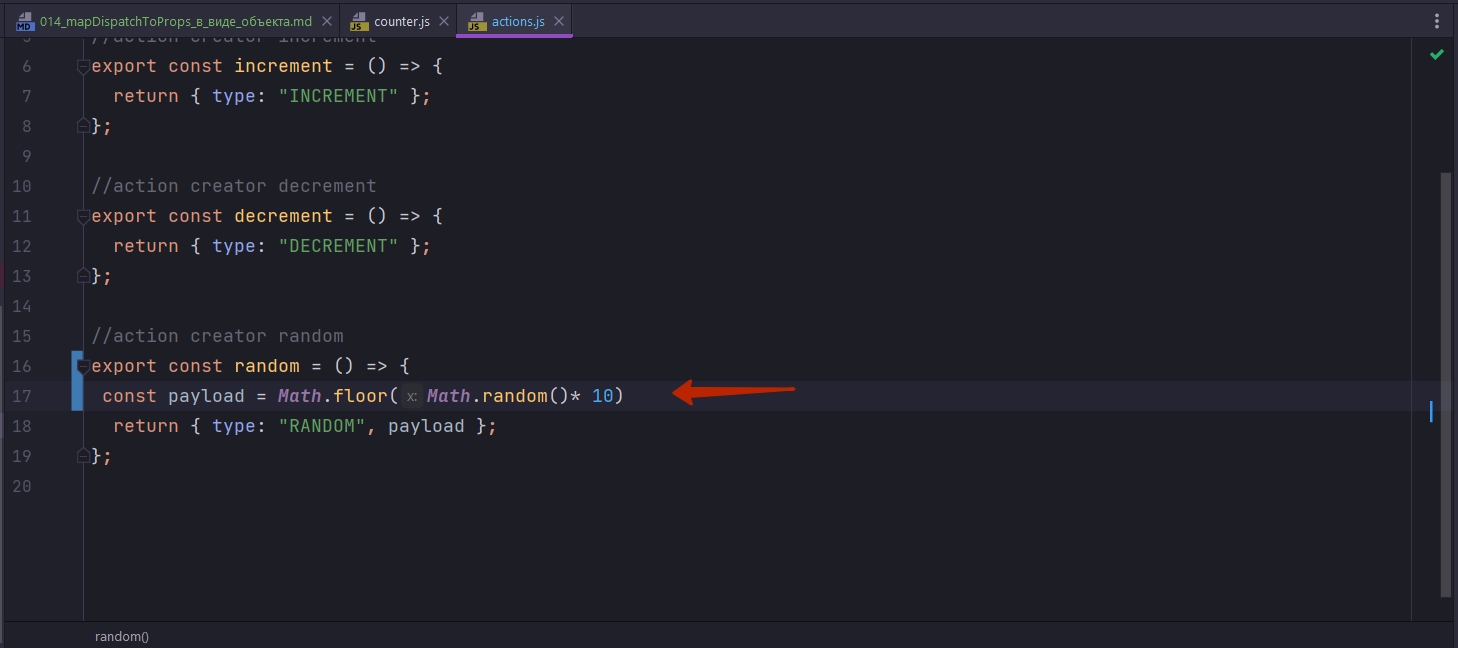 014_mapDispatchToProps_в_виде_объекта.md counter.js actions.js
5 //action creator increment
6 export const increment = () => {
7 return { type: "INCREMENT" };
8 };
9
10 //action creator decrement
11 export const decrement = () => {
12 return { type: "DECREMENT" };
13 };
14
15 //action creator random
16 export const random = () => {
17 const payload = Math.floor( x: Math.random()* 10)
18 return { type: "RANDOM", payload };
19 };
20
random()